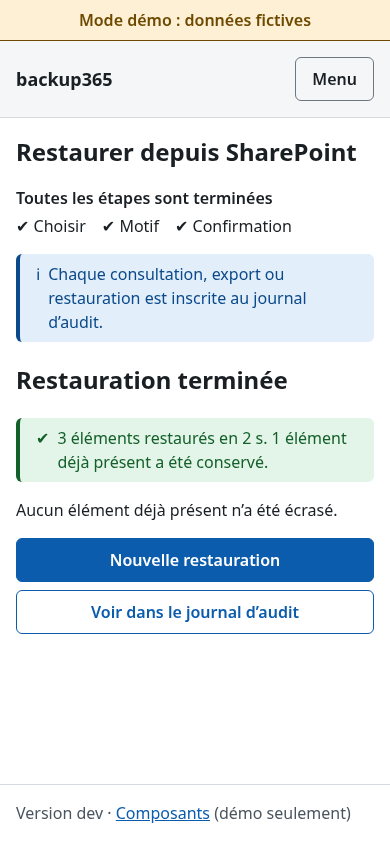 Mode démo : données fictives
backup365
Menu
Restaurer depuis SharePoint
Toutes les étapes sont terminées
✔ Choisir ✔ Motif ✔ Confirmation
i Chaque consultation, export ou
restauration est inscrite au journal
d’audit.
Restauration terminée
✔ 3 éléments restaurés en 2 s. 1 élément
déjà présent a été conservé.
Aucun élément déjà présent n’a été écrasé.
Nouvelle restauration
Voir dans le journal d’audit
Version dev · Composants (démo seulement)